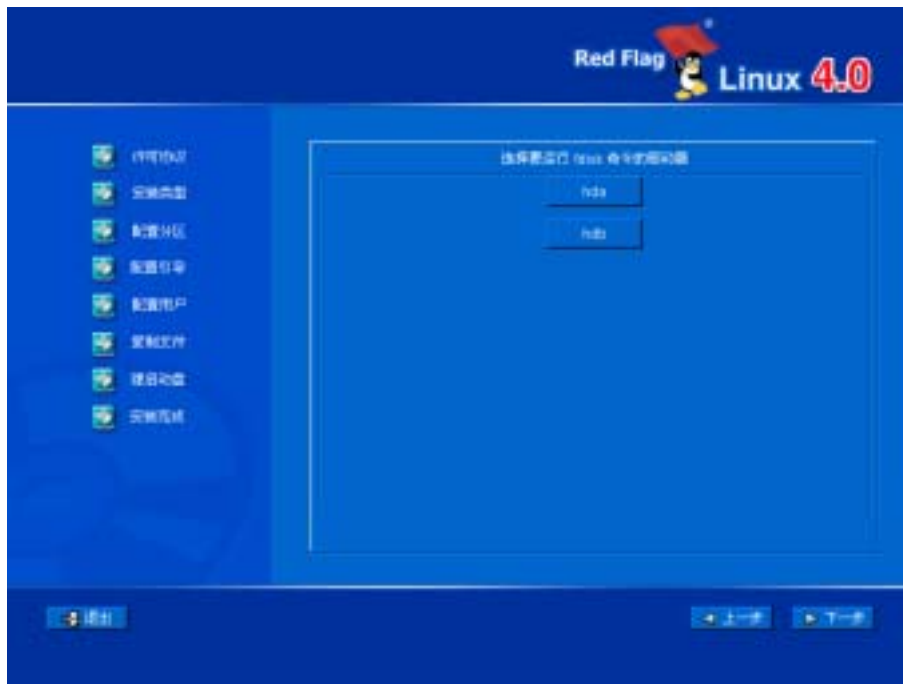 Red Flag
Linux 4.0
许可协议
安装类型
配置分区
配置引导
配置用户
复制文件
建启动盘
安装完成
选择要运行 fdisk 命令的驱动器
hda
hdb
退出
上一步
下一步